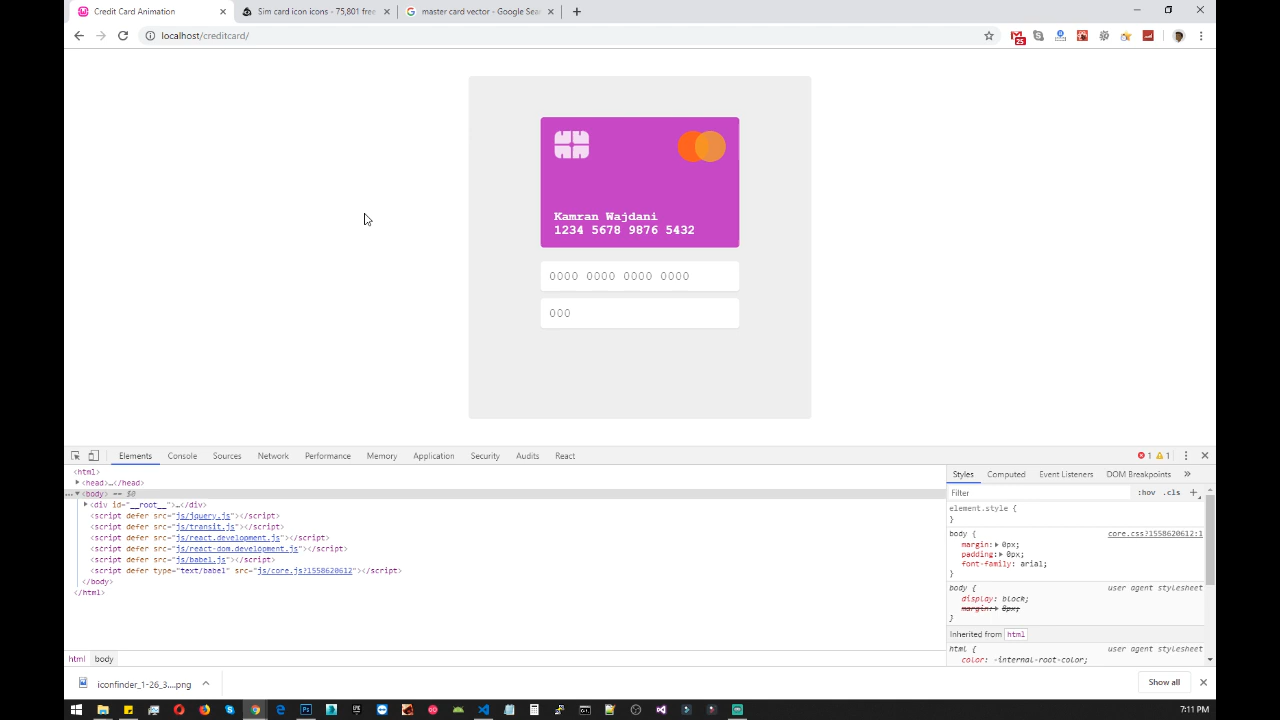 Credit Card Animation
Sim card icon icons - 75,801 free
master card vector - Google Sea
localhost/creditcard/
25
Kamran Wajdani
1234 5678 9876 5432
0000 0000 0000 0000
000
Elements Console Sources Network Performance Memory Application Security Audits React
1 1
<html>
<head>…</head>
… <body> == $0
<div id="__root__">…</div>
<script defer src="js/jquery.js"></script>
<script defer src="js/transit.js"></script>
<script defer src="js/react.development.js"></script>
<script defer src="js/react-dom.development.js"></script>
<script defer src="js/babel.js"></script>
<script defer type="text/babel" src="js/core.js?1558620612"></script>
</body>
</html>
html body
Styles Computed Event Listeners DOM Breakpoints »
Filter :hov .cls +
element.style {
}
body { core.css?1558620612:1
margin: 0px;
padding: 0px;
font-family: arial;
}
body { user agent stylesheet
display: block;
margin: 8px;
}
Inherited from html
html { user agent stylesheet
color: -internal-root-color;
iconfinder_1-26_3....png
Show all
7:11 PM